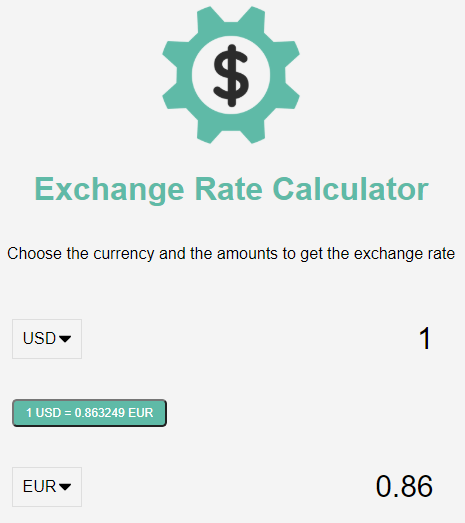 $
Exchange Rate Calculator
Choose the currency and the amounts to get the exchange rate
USD 1
1 USD = 0.863249 EUR
EUR 0.86